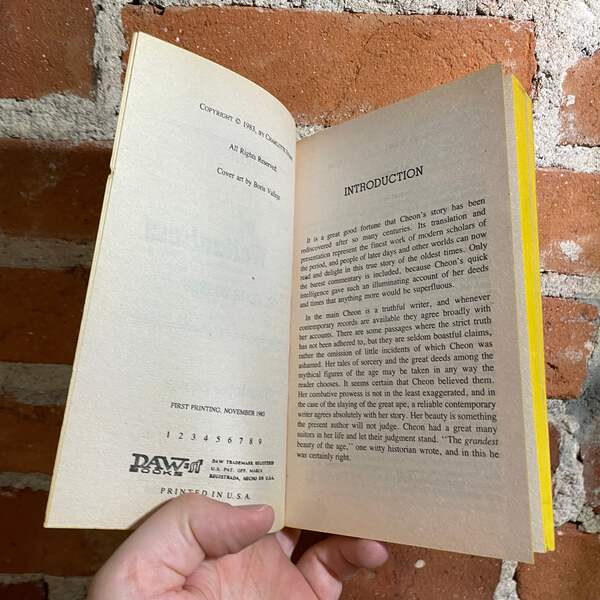 COPYRIGHT © 1983, BY CHARLOTTE
All Rights Reserved.
Cover art by Boris Vallejo
FIRST PRINTING, NOVEMBER 1983
1 2 3 4 5 6 7 8 9
DAW
BOOKS
DAW TRADEMARK REGISTERED
U.S. PAT. OFF. MARCA
REGISTRADA, HECHO EN U.S.A.
PRINTED IN U.S.A.
INTRODUCTION
It is a great good fortune that Cheon's story has been
rediscovered after so many centuries. Its translation and
presentation represent the finest work of modern scholars of
the period, and people of later days and other worlds can now
read and delight in this true story of the oldest times. Only
the barest commentary is included, because Cheon's quick
intelligence gave such an illuminating account of her deeds
and times that anything more would be superfluous.
In the main Cheon is a truthful writer, and whenever
contemporary records are available they agree broadly with
her accounts. There are some passages where the strict truth
has not been adhered to, but they are seldom boastful claims,
rather the omission of little incidents of which Cheon was
ashamed. Her tales of sorcery and the great deeds among the
mythical figures of the age may be taken in any way the
reader chooses. It seems certain that Cheon believed them.
Her combative prowess is not in the least exaggerated, and in
the case of the slaying of the great ape, a reliable contemporary
writer agrees absolutely with her story. Her beauty is something
the present author will not judge. Cheon had a great many
suitors in her life and let their judgment stand. "The grandest
beauty of the age," one witty historian wrote, and in this he
was certainly right.